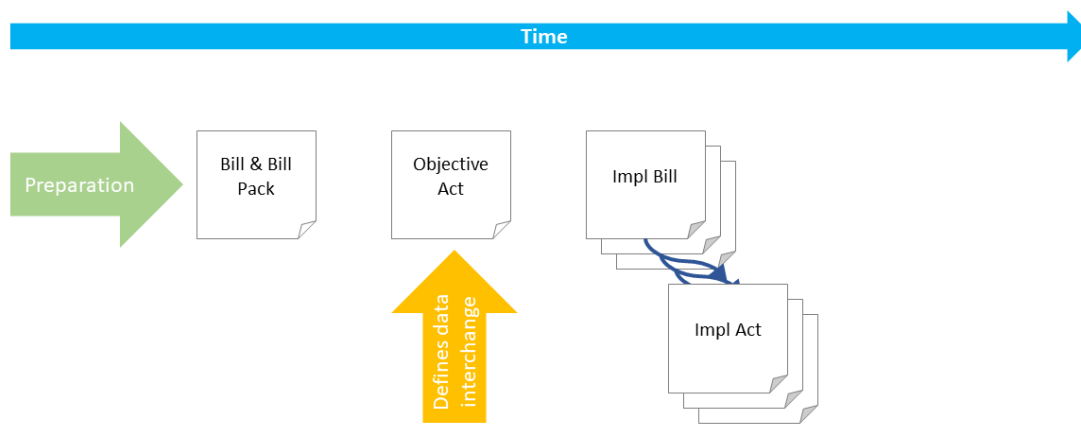 Time
Preparation
Bill & Bill
Pack
Objective
Act
Impl Bill
Defines data
interchange
Impl Act